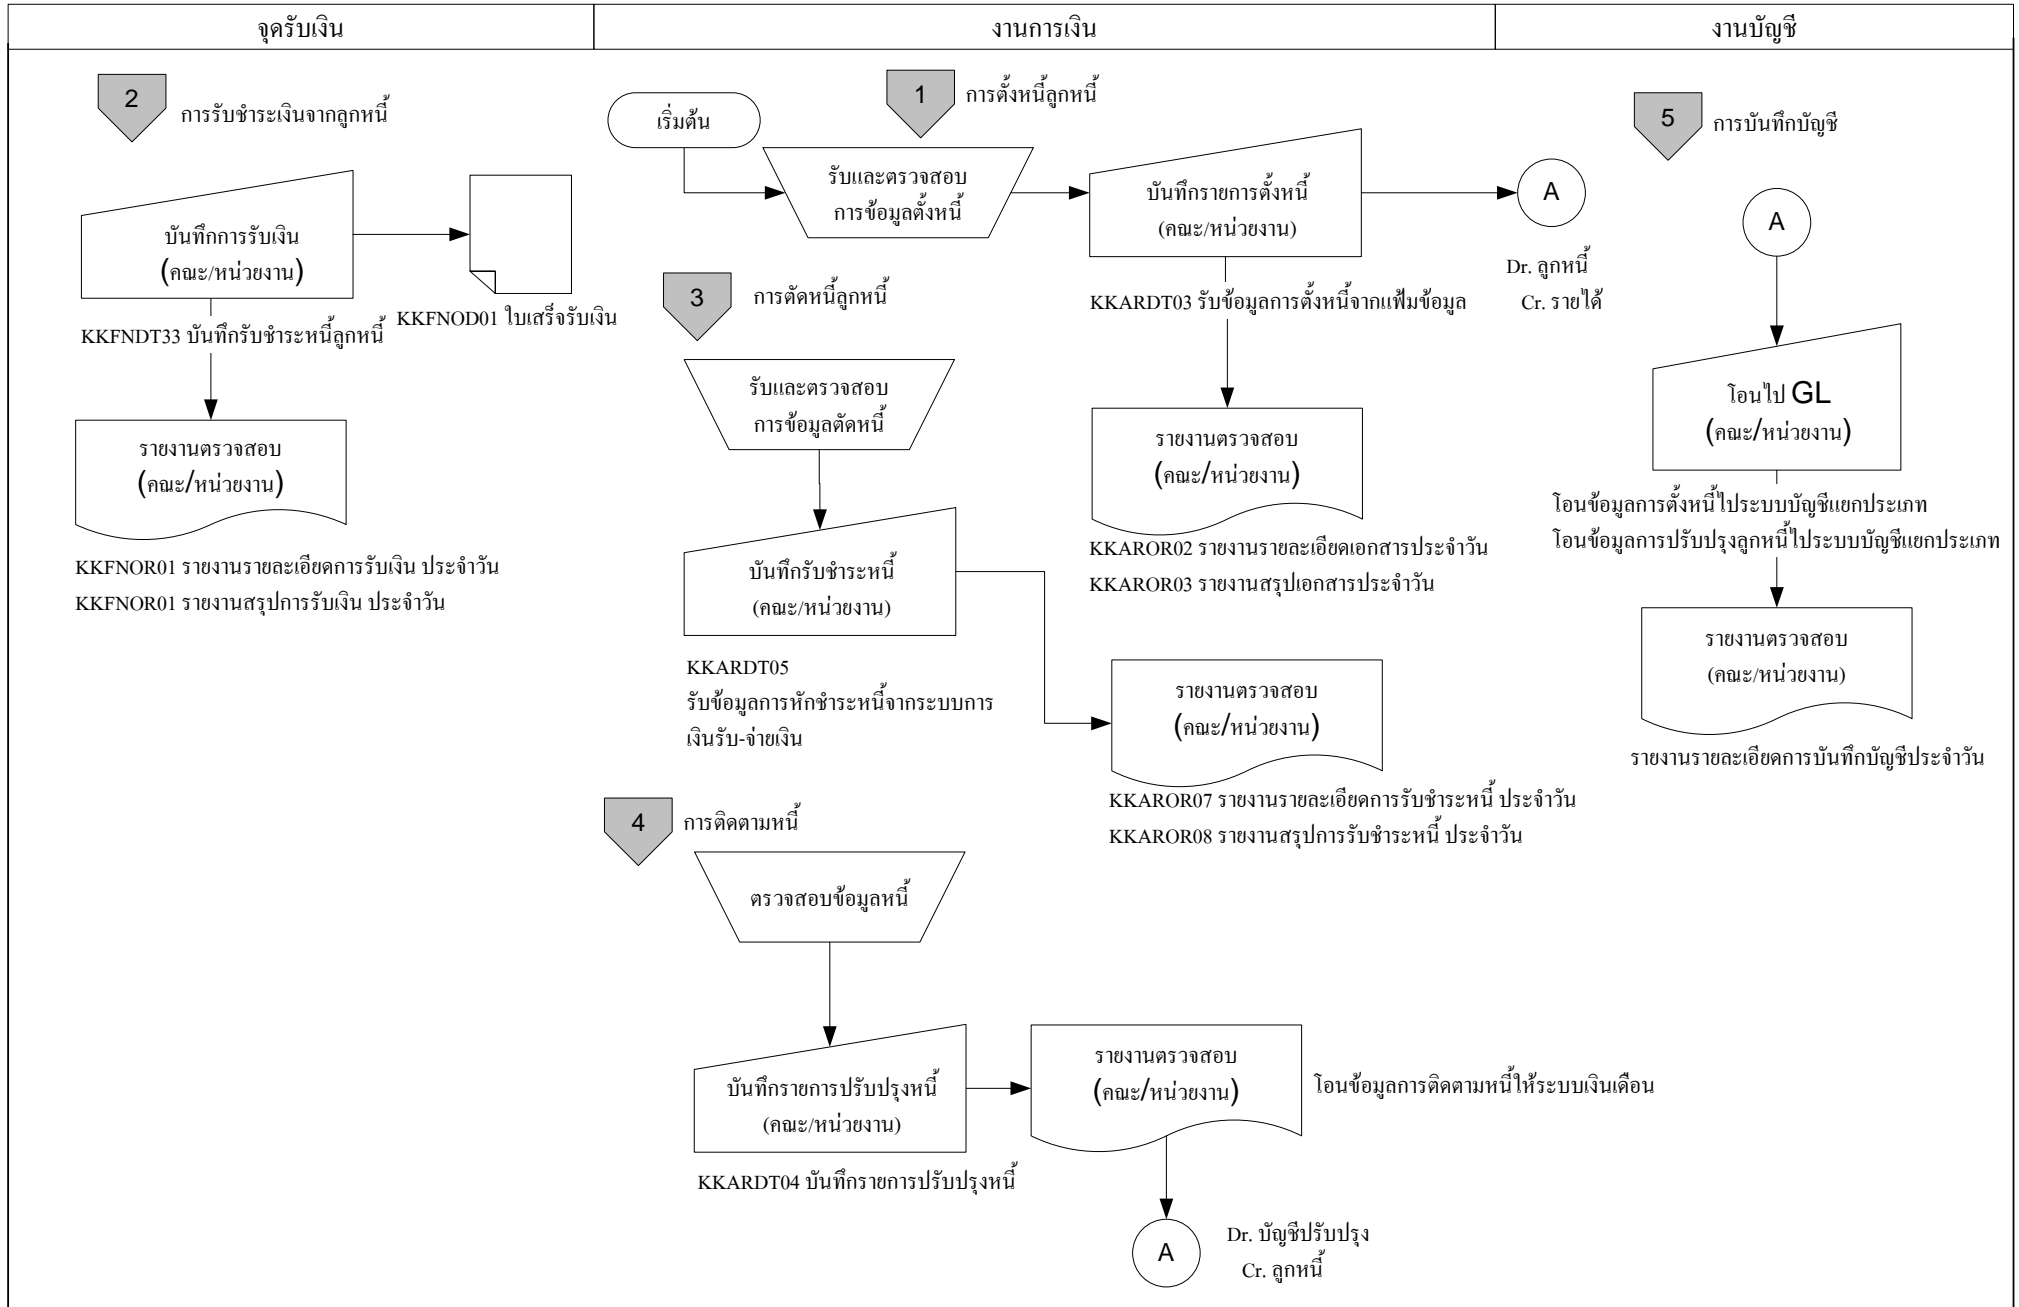 จุดรับเงิน
งานการเงิน
งานบัญชี
2
การรับชำระเงินจากลูกหนี้
บันทึกการรับเงิน
(คณะ/หน่วยงาน)
KKFNOD01 ใบเสร็จรับเงิน
KKFNDT33 บันทึกรับชำระหนี้ลูกหนี้
รายงานตรวจสอบ
(คณะ/หน่วยงาน)
KKFNOR01 รายงานรายละเอียดการรับเงิน ประจำวัน
KKFNOR01 รายงานสรุปการรับเงิน ประจำวัน
เริ่มต้น
1
การตั้งหนี้ลูกหนี้
รับและตรวจสอบ
การข้อมูลตั้งหนี้
บันทึกรายการตั้งหนี้
(คณะ/หน่วยงาน)
A
Dr. ลูกหนี้
Cr. รายได้
KKARDT03 รับข้อมูลการตั้งหนี้จากแฟ้มข้อมูล
รายงานตรวจสอบ
(คณะ/หน่วยงาน)
KKAROR02 รายงานรายละเอียดเอกสารประจำวัน
KKAROR03 รายงานสรุปเอกสารประจำวัน
3
การตัดหนี้ลูกหนี้
รับและตรวจสอบ
การข้อมูลตัดหนี้
บันทึกรับชำระหนี้
(คณะ/หน่วยงาน)
KKARDT05
รับข้อมูลการหักชำระหนี้จากระบบการ
เงินรับ-จ่ายเงิน
รายงานตรวจสอบ
(คณะ/หน่วยงาน)
KKAROR07 รายงานรายละเอียดการรับชำระหนี้ ประจำวัน
KKAROR08 รายงานสรุปการรับชำระหนี้ ประจำวัน
4
การติดตามหนี้
ตรวจสอบข้อมูลหนี้
บันทึกรายการปรับปรุงหนี้
(คณะ/หน่วยงาน)
KKARDT04 บันทึกรายการปรับปรุงหนี้
รายงานตรวจสอบ
(คณะ/หน่วยงาน)
โอนข้อมูลการติดตามหนี้ให้ระบบเงินเดือน
A
Dr. บัญชีปรับปรุง
Cr. ลูกหนี้
5
การบันทึกบัญชี
A
โอนไป GL
(คณะ/หน่วยงาน)
โอนข้อมูลการตั้งหนี้ไประบบบัญชีแยกประเภท
โอนข้อมูลการปรับปรุงลูกหนี้ไประบบบัญชีแยกประเภท
รายงานตรวจสอบ
(คณะ/หน่วยงาน)
รายงานรายละเอียดการบันทึกบัญชีประจำวัน